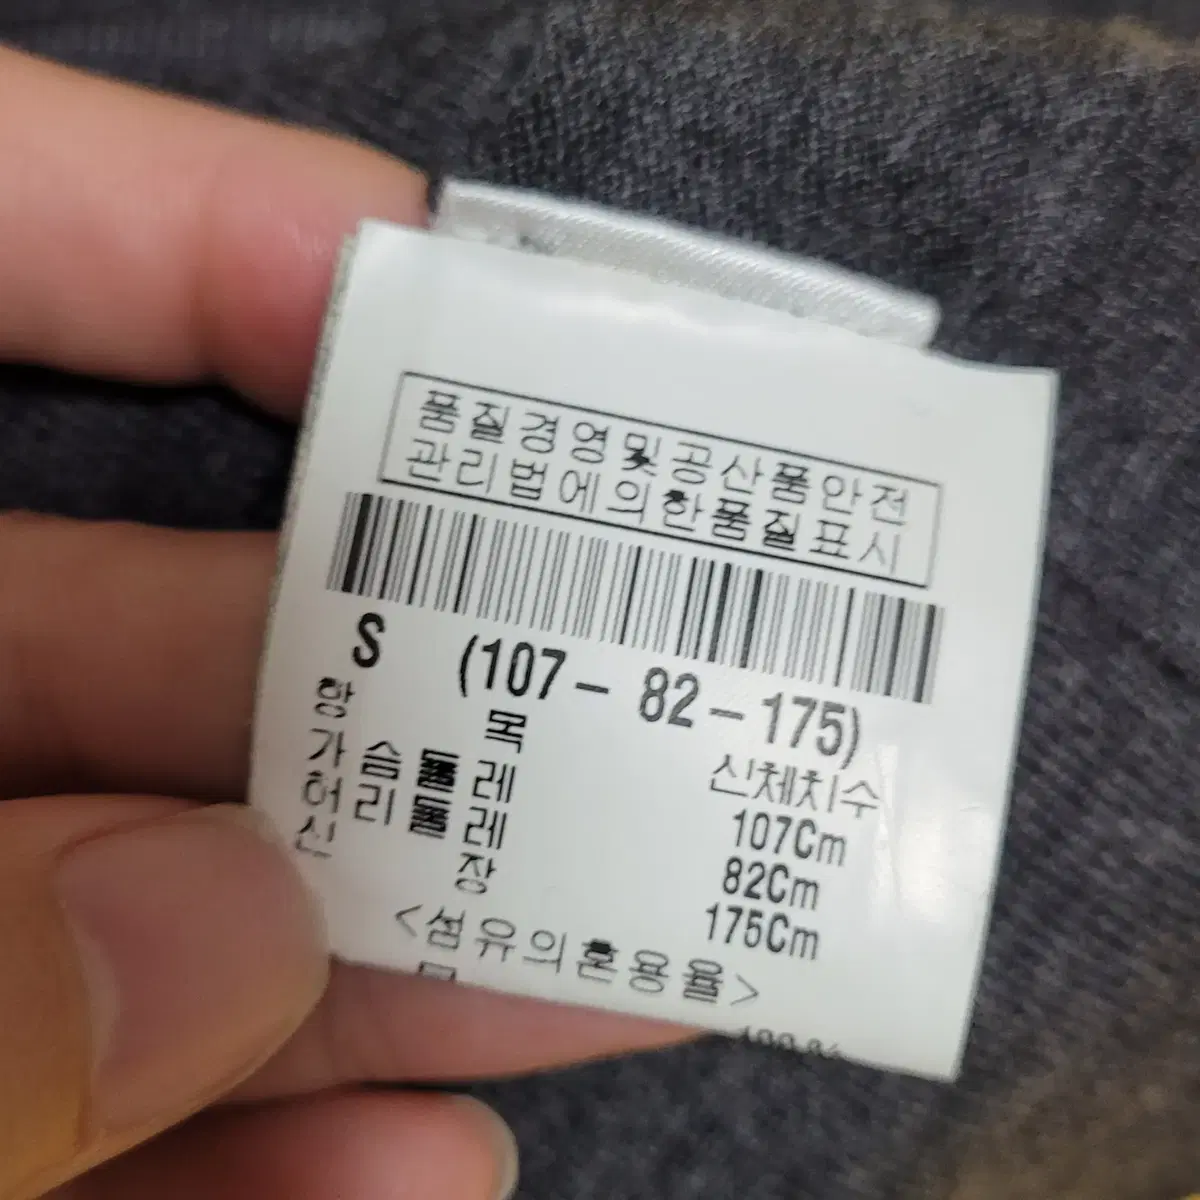 품질경영및공산품안전
관리법에의한품질표시
S (107 - 82 - 175)
항 목 신체치수
가슴둘레 107Cm
허리둘레 82Cm
신 장 175Cm
<섬유의혼용율>
100%